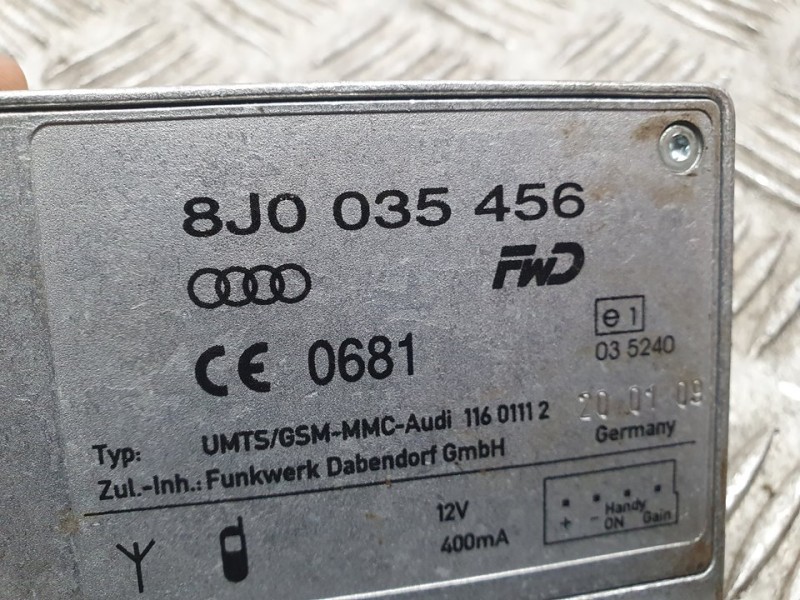 8J0 035 456
FWD
e 1
CE 0681
03 5240
20 01 09
Typ: UMTS/GSM-MMC-Audi 116 0111 2
Germany
Zul.-Inh.: Funkwerk Dabendorf GmbH
12V
400mA
+ - Handy ON Gain